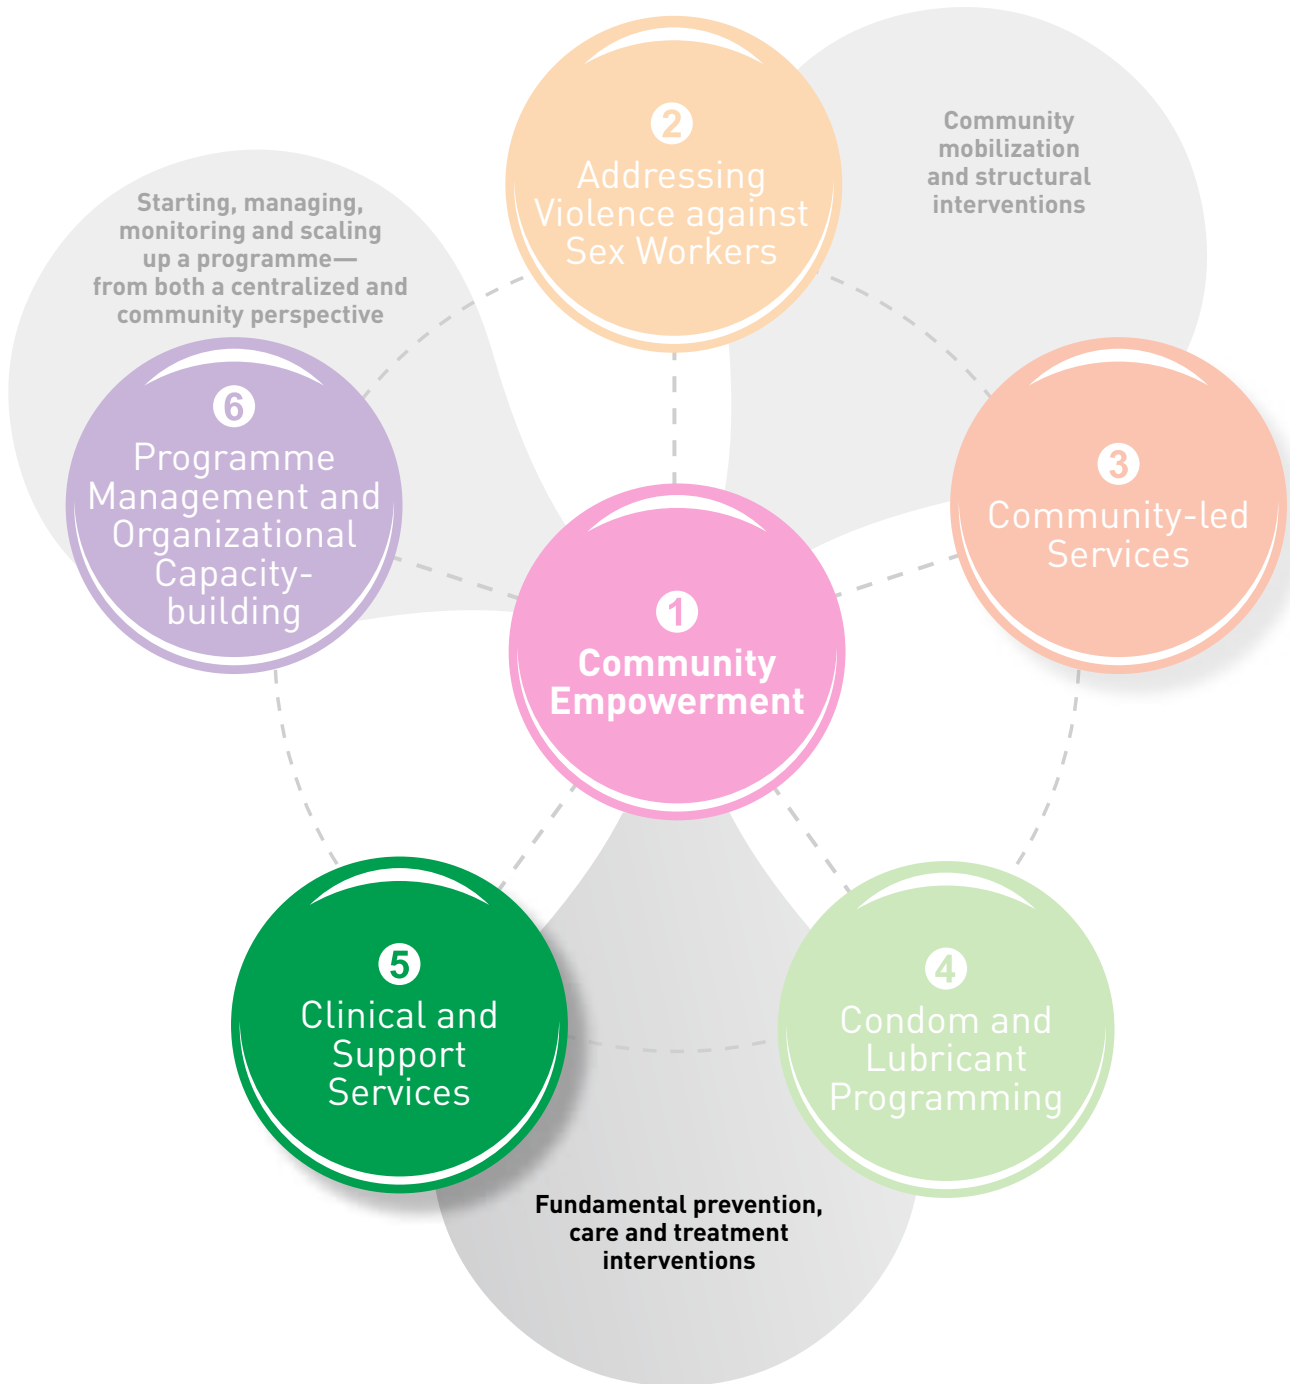 2
Addressing
Violence against
Sex Workers
Community
mobilization
and structural
interventions
Starting, managing,
monitoring and scaling
up a programme—
from both a centralized and
community perspective
6
Programme
Management and
Organizational
Capacity-
building
3
Community-led
Services
1
Community
Empowerment
5
Clinical and
Support
Services
4
Condom and
Lubricant
Programming
Fundamental prevention,
care and treatment
interventions